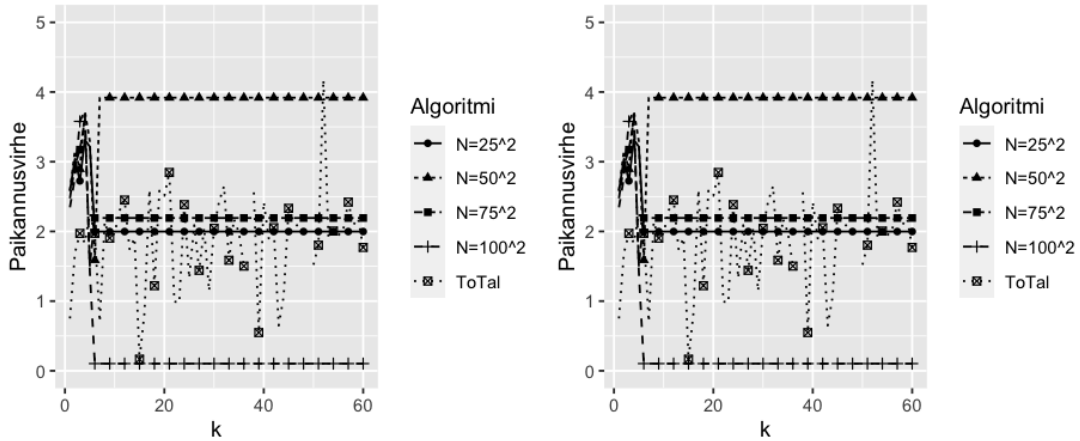 5
4
3
2
1
0
Paikannusvirhe
0
20
40
60
k
Algoritmi
N=25^2
N=50^2
N=75^2
N=100^2
ToTal
5
4
3
2
1
0
Paikannusvirhe
0
20
40
60
k
Algoritmi
N=25^2
N=50^2
N=75^2
N=100^2
ToTal